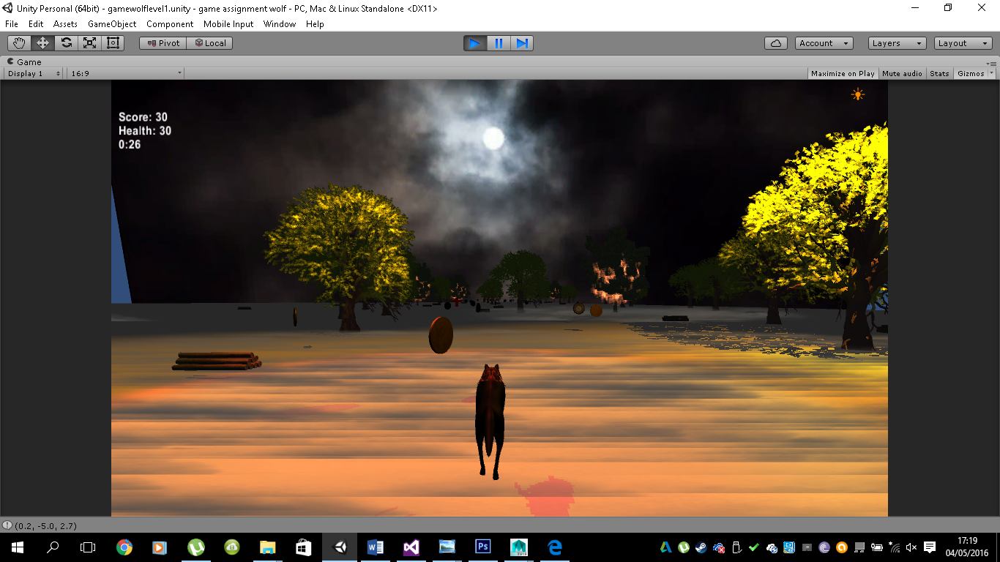 Unity Personal (64bit) - gamewolflevel1.unity - game assignment wolf - PC, Mac & Linux Standalone <DX11>
File Edit Assets GameObject Component Mobile Input Window Help
Pivot Local Account Layers Layout
Game
Display 1 16:9 Maximize on Play Mute audio Stats Gizmos
Score: 30
Health: 30
0:26
(0.2, -5.0, 2.7)
17:19
04/05/2016